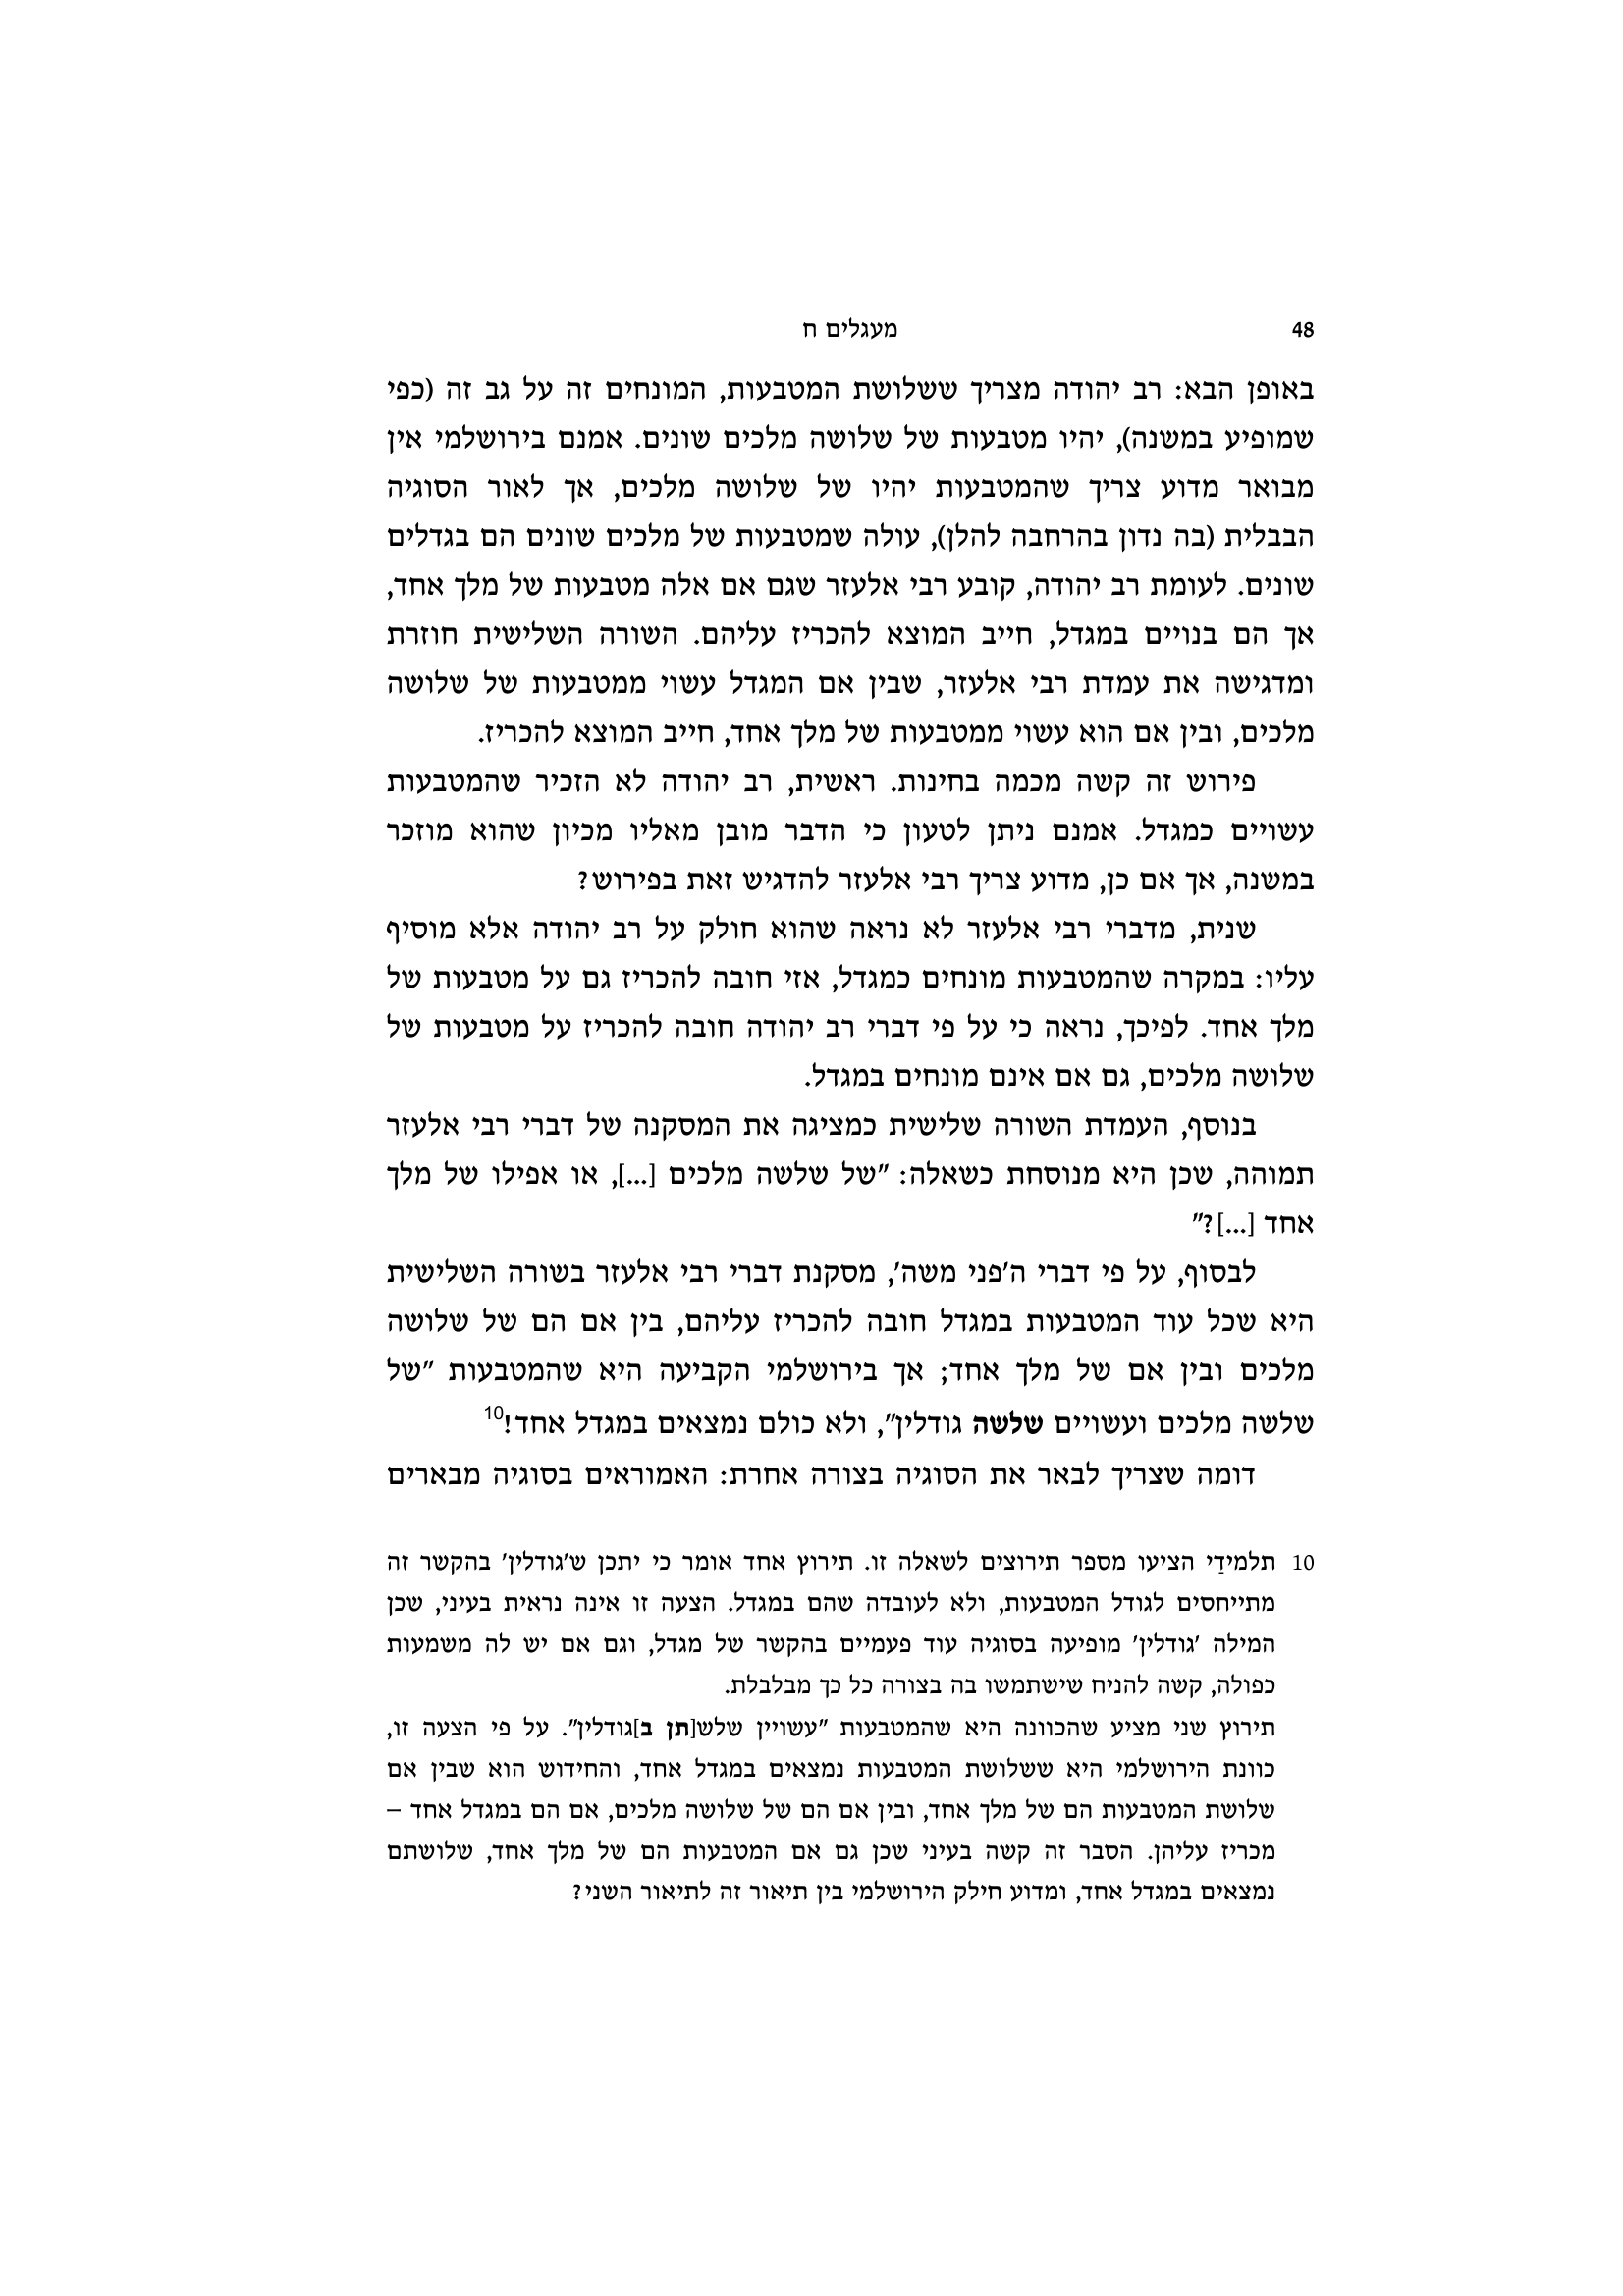 48
מעגלים ח
באופן הבא: רב יהודה מצריך ששלושת המטבעות, המונחים זה על גב זה (כפי
שמופיע במשנה), יהיו מטבעות של שלושה מלכים שונים. אמנם בירושלמי אין
מבואר מדוע צריך שהמטבעות יהיו של שלושה מלכים, אך לאור הסוגיה
הבבלית (בה נדון בהרחבה להלן), עולה שמטבעות של מלכים שונים הם בגדלים
שונים. לעומת רב יהודה, קובע רבי אלעזר שגם אם אלה מטבעות של מלך אחד,
אך הם בנויים במגדל, חייב המוצא להכריז עליהם. השורה השלישית חוזרת
ומדגישה את עמדת רבי אלעזר, שבין אם המגדל עשוי ממטבעות של שלושה
מלכים, ובין אם הוא עשוי ממטבעות של מלך אחד, חייב המוצא להכריז.
פירוש זה קשה מכמה בחינות. ראשית, רב יהודה לא הזכיר שהמטבעות
עשויים כמגדל. אמנם ניתן לטעון כי הדבר מובן מאליו מכיון שהוא מוזכר
במשנה, אך אם כן, מדוע צריך רבי אלעזר להדגיש זאת בפירוש?
שנית, מדברי רבי אלעזר לא נראה שהוא חולק על רב יהודה אלא מוסיף
עליו: במקרה שהמטבעות מונחים כמגדל, אזי חובה להכריז גם על מטבעות של
מלך אחד. לפיכך, נראה כי על פי דברי רב יהודה חובה להכריז על מטבעות של
שלושה מלכים, גם אם אינם מונחים במגדל.
בנוסף, העמדת השורה שלישית כמציגה את המסקנה של דברי רבי אלעזר
תמוהה, שכן היא מנוסחת כשאלה: "של שלשה מלכים [...], או אפילו של מלך
אחד [...]?"
לבסוף, על פי דברי ה'פני משה', מסקנת דברי רבי אלעזר בשורה השלישית
היא שכל עוד המטבעות במגדל חובה להכריז עליהם, בין אם הם של שלושה
מלכים ובין אם של מלך אחד; אך בירושלמי הקביעה היא שהמטבעות "של
שלשה מלכים ועשויים שלשה גודלין", ולא כולם נמצאים במגדל אחד!10
דומה שצריך לבאר את הסוגיה בצורה אחרת: האמוראים בסוגיה מבארים
10 תלמידַי הציעו מספר תירוצים לשאלה זו. תירוץ אחד אומר כי יתכן ש'גודלין' בהקשר זה
מתייחסים לגודל המטבעות, ולא לעובדה שהם במגדל. הצעה זו אינה נראית בעיני, שכן
המילה 'גודלין' מופיעה בסוגיה עוד פעמיים בהקשר של מגדל, וגם אם יש לה משמעות
כפולה, קשה להניח שישתמשו בה בצורה כל כך מבלבלת.
תירוץ שני מציע שהכוונה היא שהמטבעות "עשויין שלש[תן ב]גודלין". על פי הצעה זו,
כוונת הירושלמי היא ששלושת המטבעות נמצאים במגדל אחד, והחידוש הוא שבין אם
שלושת המטבעות הם של מלך אחד, ובין אם הם של שלושה מלכים, אם הם במגדל אחד –
מכריז עליהן. הסבר זה קשה בעיני שכן גם אם המטבעות הם של מלך אחד, שלושתם
נמצאים במגדל אחד, ומדוע חילק הירושלמי בין תיאור זה לתיאור השני?